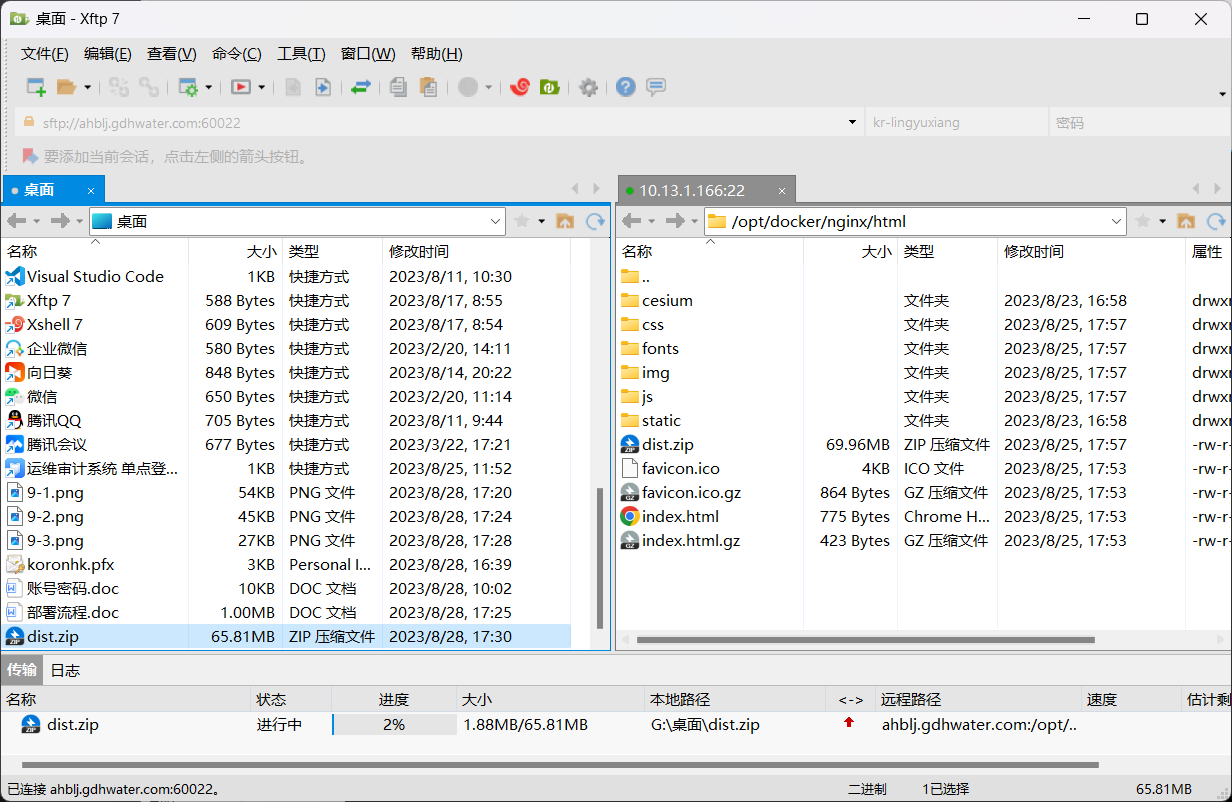 桌面 - Xftp 7
文件(F) 编辑(E) 查看(V) 命令(C) 工具(T) 窗口(W) 帮助(H)
sftp://ahblj.gdhwater.com:60022 kr-lingyuxiang 密码
要添加当前会话，点击左侧的箭头按钮。
桌面 ×
桌面
名称 大小 类型 修改时间
Visual Studio Code 1KB 快捷方式 2023/8/11, 10:30
Xftp 7 588 Bytes 快捷方式 2023/8/17, 8:55
Xshell 7 609 Bytes 快捷方式 2023/8/17, 8:54
企业微信 580 Bytes 快捷方式 2023/2/20, 14:11
向日葵 848 Bytes 快捷方式 2023/8/14, 20:22
微信 650 Bytes 快捷方式 2023/2/20, 11:14
腾讯QQ 705 Bytes 快捷方式 2023/8/11, 9:44
腾讯会议 677 Bytes 快捷方式 2023/3/22, 17:21
运维审计系统 单点登... 1KB 快捷方式 2023/8/25, 11:52
9-1.png 54KB PNG 文件 2023/8/28, 17:20
9-2.png 45KB PNG 文件 2023/8/28, 17:24
9-3.png 27KB PNG 文件 2023/8/28, 17:28
koronhk.pfx 3KB Personal I... 2023/8/28, 16:39
账号密码.doc 10KB DOC 文档 2023/8/28, 10:02
部署流程.doc 1.00MB DOC 文档 2023/8/28, 17:25
dist.zip 65.81MB ZIP 压缩文件 2023/8/28, 17:30
10.13.1.166:22 ×
/opt/docker/nginx/html
名称 大小 类型 修改时间 属性
..
cesium 文件夹 2023/8/23, 16:58 drwxr
css 文件夹 2023/8/25, 17:57 drwxr
fonts 文件夹 2023/8/25, 17:57 drwxr
img 文件夹 2023/8/25, 17:57 drwxr
js 文件夹 2023/8/25, 17:57 drwxr
static 文件夹 2023/8/23, 16:58 drwxr
dist.zip 69.96MB ZIP 压缩文件 2023/8/25, 17:57 -rw-r-
favicon.ico 4KB ICO 文件 2023/8/25, 17:53 -rw-r-
favicon.ico.gz 864 Bytes GZ 压缩文件 2023/8/25, 17:53 -rw-r-
index.html 775 Bytes Chrome H... 2023/8/25, 17:53 -rw-r-
index.html.gz 423 Bytes GZ 压缩文件 2023/8/25, 17:53 -rw-r-
传输 日志
名称 状态 进度 大小 本地路径 <-> 远程路径 速度 估计剩
dist.zip 进行中 2% 1.88MB/65.81MB G:\桌面\dist.zip ahblj.gdhwater.com:/opt/..
已连接 ahblj.gdhwater.com:60022。 二进制 1已选择 65.81MB